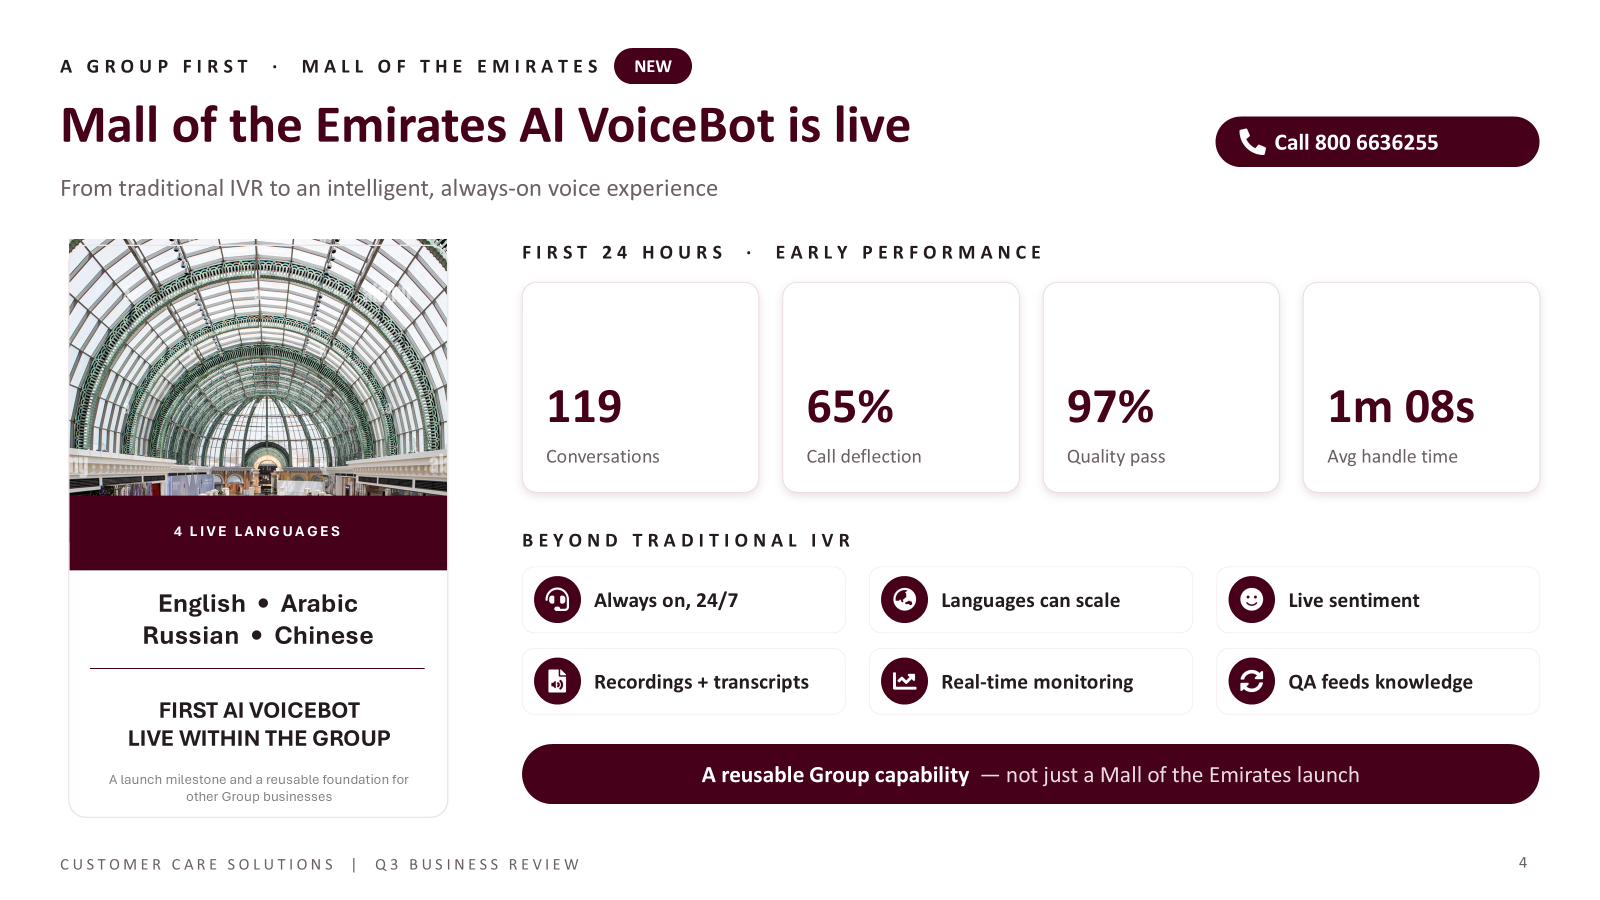 A GROUP FIRST · MALL OF THE EMIRATES NEW
Mall of the Emirates AI VoiceBot is live
Call 800 6636255
From traditional IVR to an intelligent, always-on voice experience
4 LIVE LANGUAGES
English • Arabic
Russian • Chinese
FIRST AI VOICEBOT
LIVE WITHIN THE GROUP
A launch milestone and a reusable foundation for
other Group businesses
FIRST 24 HOURS · EARLY PERFORMANCE
119
Conversations
65%
Call deflection
97%
Quality pass
1m 08s
Avg handle time
BEYOND TRADITIONAL IVR
Always on, 24/7
Languages can scale
Live sentiment
Recordings + transcripts
Real-time monitoring
QA feeds knowledge
A reusable Group capability — not just a Mall of the Emirates launch
CUSTOMER CARE SOLUTIONS | Q3 BUSINESS REVIEW
4